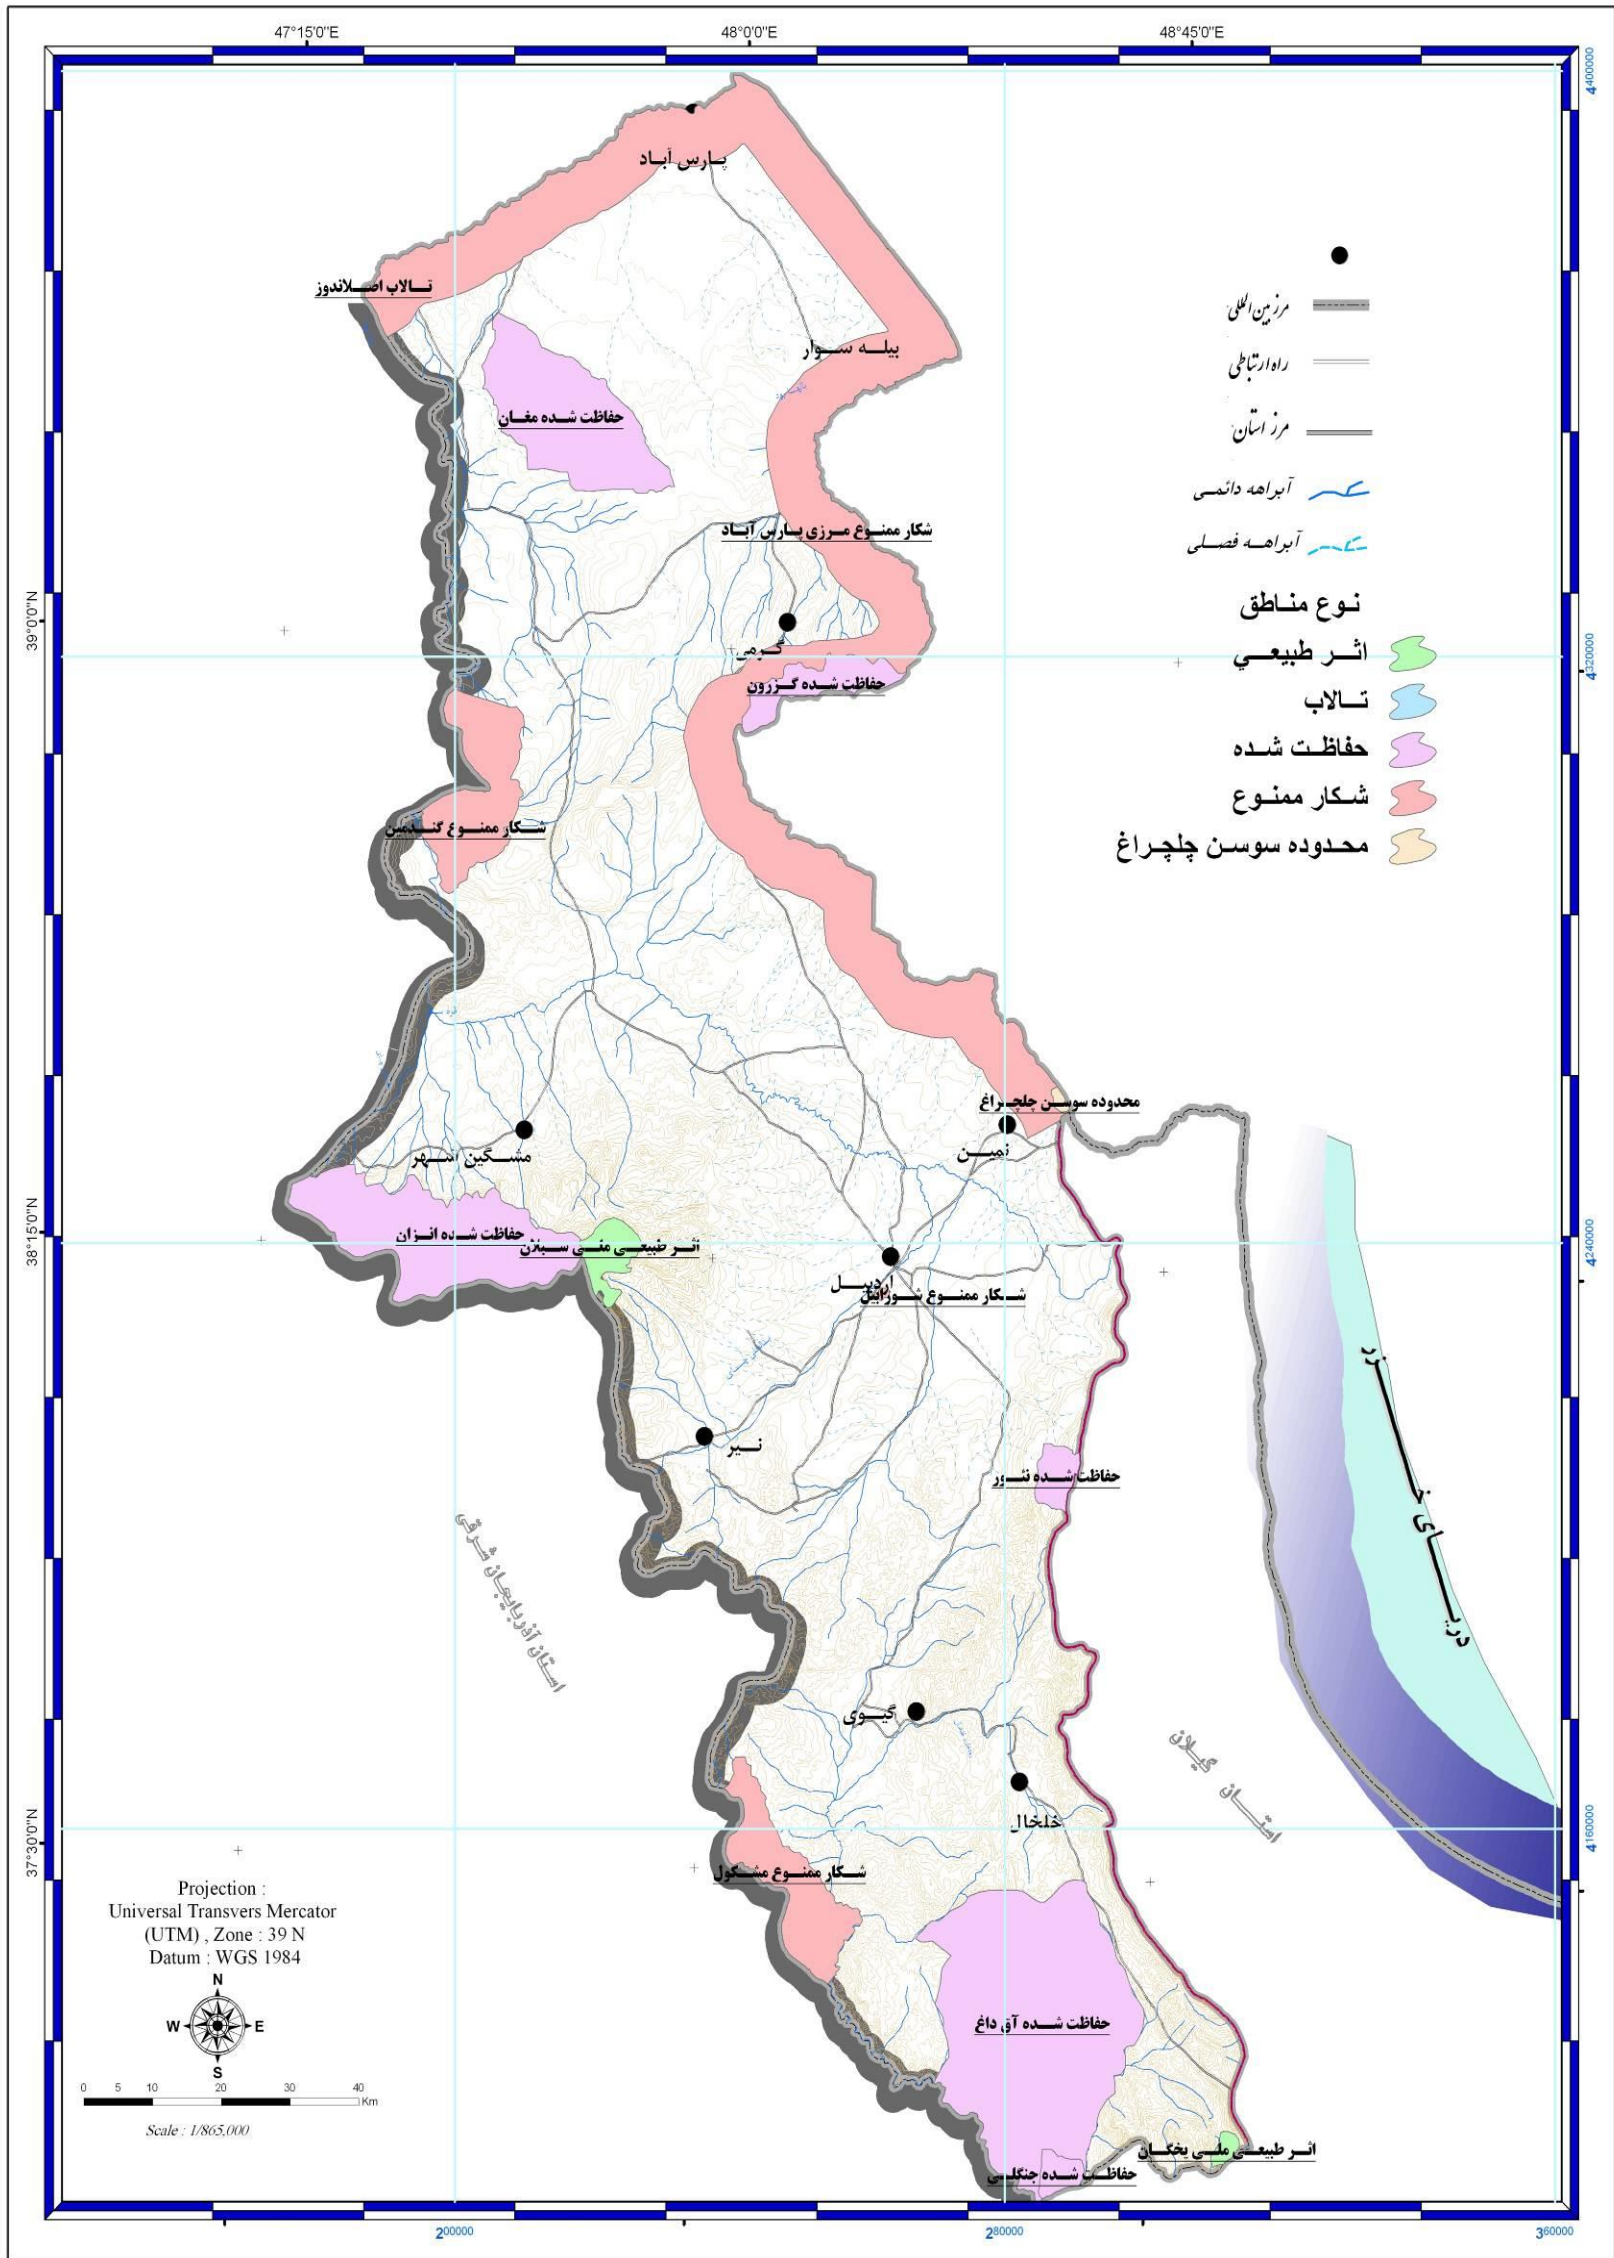 47°15'0"E
48°0'0"E
48°45'0"E
4400000
پارس آباد
تالاب اصلاندوز
بیله سوار
حفاظت شده مغان
شکار ممنوع مرزی پارس آباد
39°0'0"N
4320000
گرمی
حفاظت شده گزرون
شکار ممنوع گندمین
مرز بین‌المللی
راه ارتباطی
مرز استان
آبراهه دائمی
آبراهه فصلی
نوع مناطق
اثر طبیعي
تالاب
حفاظت شده
شکار ممنوع
محدوده سوسن چلچراغ
محدوده سوسن چلچراغ
نمین
مشگین شهر
38°15'0"N
4240000
حفاظت شده انزان
اثر طبیعی ملی سبلان
اردبیل
شکار ممنوع شورابیل
نیر
حفاظت شده نئور
دریای خزر
استان آذربایجان شرقی
گیوی
استان گیلان
خلخال
37°30'0"N
4160000
شکار ممنوع مشکول
حفاظت شده آق داغ
اثر طبیعی ملی یخگان
حفاظت شده جنگلی
Projection :
Universal Transvers Mercator
(UTM) , Zone : 39 N
Datum : WGS 1984
N
W E
S
0 5 10 20 30 40 Km
Scale : 1/865,000
200000
280000
360000